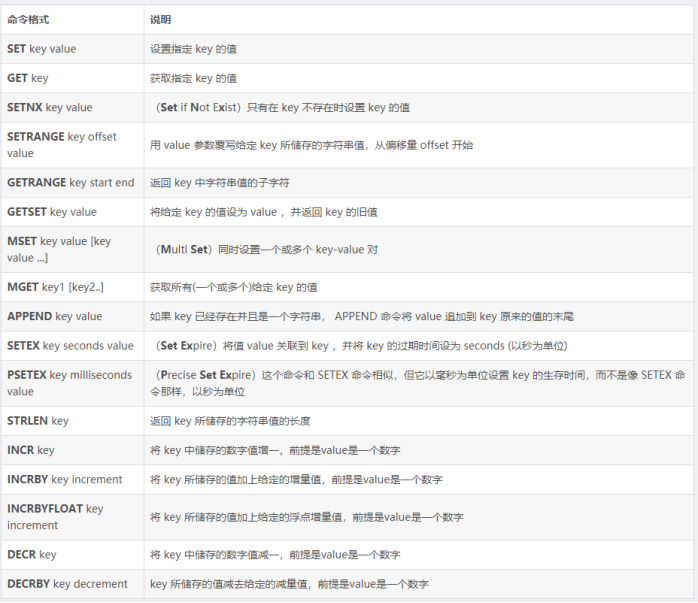 命令格式 说明
SET key value 设置指定 key 的值
GET key 获取指定 key 的值
SETNX key value （Set if Not Exist）只有在 key 不存在时设置 key 的值
SETRANGE key offset
value
用 value 参数覆写给定 key 所储存的字符串值，从偏移量 offset 开始
GETRANGE key start end 返回 key 中字符串值的子字符
GETSET key value 将给定 key 的值设为 value ，并返回 key 的旧值
MSET key value [key
value ...]
（Multi Set）同时设置一个或多个 key-value 对
MGET key1 [key2..] 获取所有(一个或多个)给定 key 的值
APPEND key value 如果 key 已经存在并且是一个字符串， APPEND 命令将 value 追加到 key 原来的值的末尾
SETEX key seconds value （Set Expire）将值 value 关联到 key ，并将 key 的过期时间设为 seconds (以秒为单位)
PSETEX key milliseconds
value
（Precise Set Expire）这个命令和 SETEX 命令相似，但它以毫秒为单位设置 key 的生存时间，而不是像 SETEX 命
令那样，以秒为单位
STRLEN key 返回 key 所储存的字符串值的长度
INCR key 将 key 中储存的数字值增一，前提是value是一个数字
INCRBY key increment 将 key 所储存的值加上给定的增量值，前提是value是一个数字
INCRBYFLOAT key
increment
将 key 所储存的值加上给定的浮点增量值，前提是value是一个数字
DECR key 将 key 中储存的数字值减一，前提是value是一个数字
DECRBY key decrement key 所储存的值减去给定的减量值，前提是value是一个数字